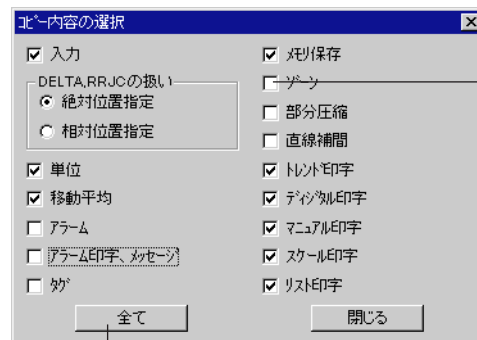 コピー内容の選択
入力
DELTA,RRJCの扱い
絶対位置指定
相対位置指定
単位
移動平均
アラーム
アラーム印字、メッセージ
タグ
全て
メモリ保存
ゾーン
部分圧縮
直線補間
トレンド印字
ディジタル印字
マニュアル印字
スケール印字
リスト印字
閉じる